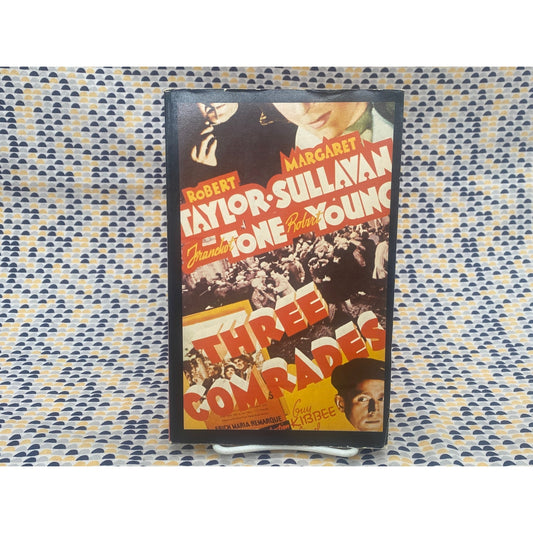 ROBERT MARGARET
TAYLOR·SULLAVAN
Franchot TONE Robert YOUNG
THREE
COMRADES
ERICH MARIA REMARQUE
Guy
KIBBEE